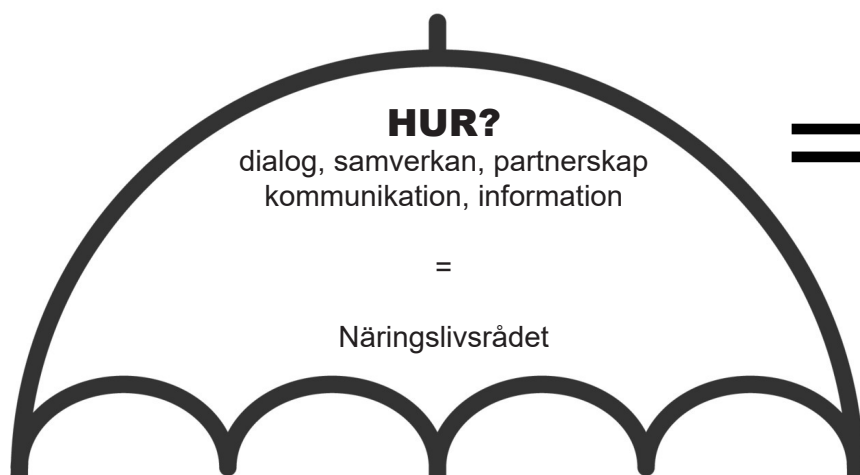 HUR?
dialog, samverkan, partnerskap
kommunikation, information
=
Näringslivsrådet
=